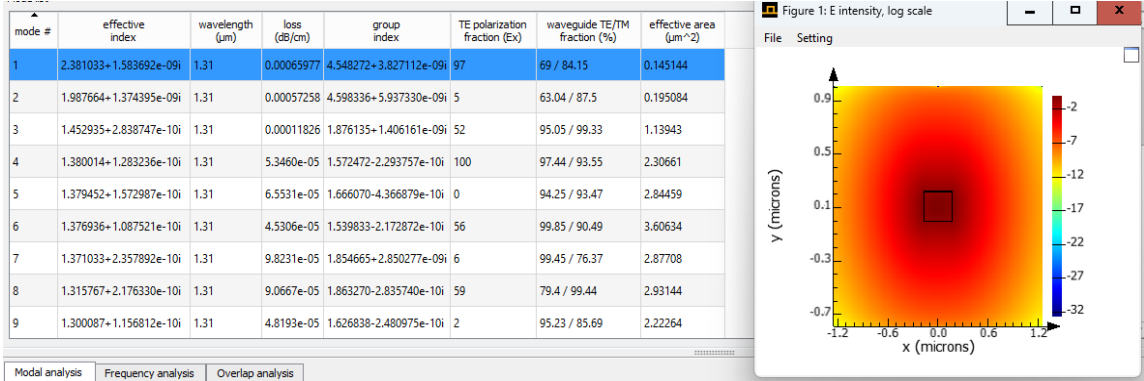 mode # effective index wavelength (µm) loss (dB/cm) group index TE polarization fraction (Ex) waveguide TE/TM fraction (%) effective area (µm^2)
1 2.381033+1.583692e-09i 1.31 0.00065977 4.548272+3.827112e-09i 97 69 / 84.15 0.145144
2 1.987664+1.374395e-09i 1.31 0.00057258 4.598336+5.937330e-09i 5 63.04 / 87.5 0.195084
3 1.452935+2.838747e-10i 1.31 0.00011826 1.876135+1.406161e-09i 52 95.05 / 99.33 1.13943
4 1.380014+1.283236e-10i 1.31 5.3460e-05 1.572472-2.293757e-10i 100 97.44 / 93.55 2.30661
5 1.379452+1.572987e-10i 1.31 6.5531e-05 1.666070-4.366879e-10i 0 94.25 / 93.47 2.84459
6 1.376936+1.087521e-10i 1.31 4.5306e-05 1.539833-2.172872e-10i 56 99.85 / 90.49 3.60634
7 1.371033+2.357892e-10i 1.31 9.8231e-05 1.854665+2.850277e-09i 6 99.45 / 76.37 2.87708
8 1.315767+2.176330e-10i 1.31 9.0667e-05 1.863270-2.835740e-10i 59 79.4 / 99.44 2.93144
9 1.300087+1.156812e-10i 1.31 4.8193e-05 1.626838-2.480975e-10i 2 95.23 / 85.69 2.22264
Modal analysis Frequency analysis Overlap analysis
Figure 1: E intensity, log scale
File Setting
y (microns)
0.9
0.5
0.1
-0.3
-0.7
-1.2 -0.6 0.0 0.6 1.2
x (microns)
-2
-7
-12
-17
-22
-27
-32